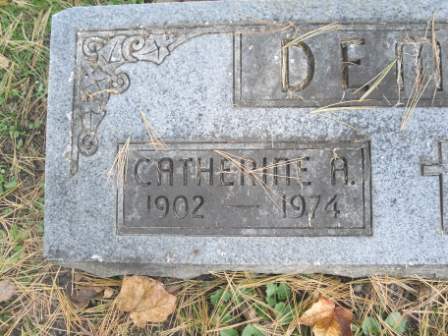 CATHERINE A.
1902 — 1974